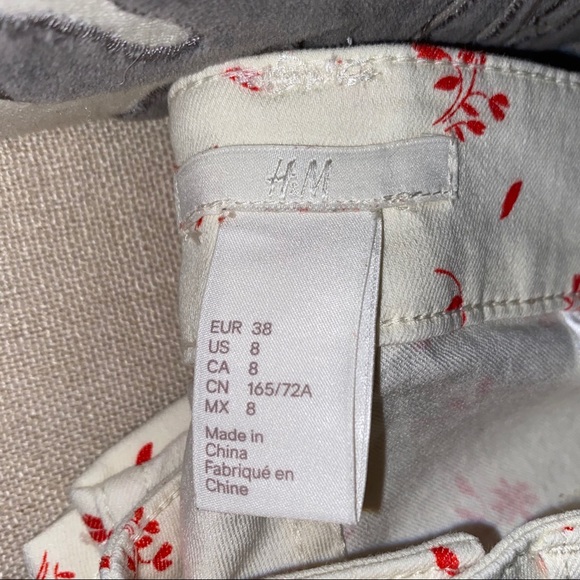 H&M
EUR 38
US 8
CA 8
CN 165/72A
MX 8
Made in
China
Fabriqué en
Chine